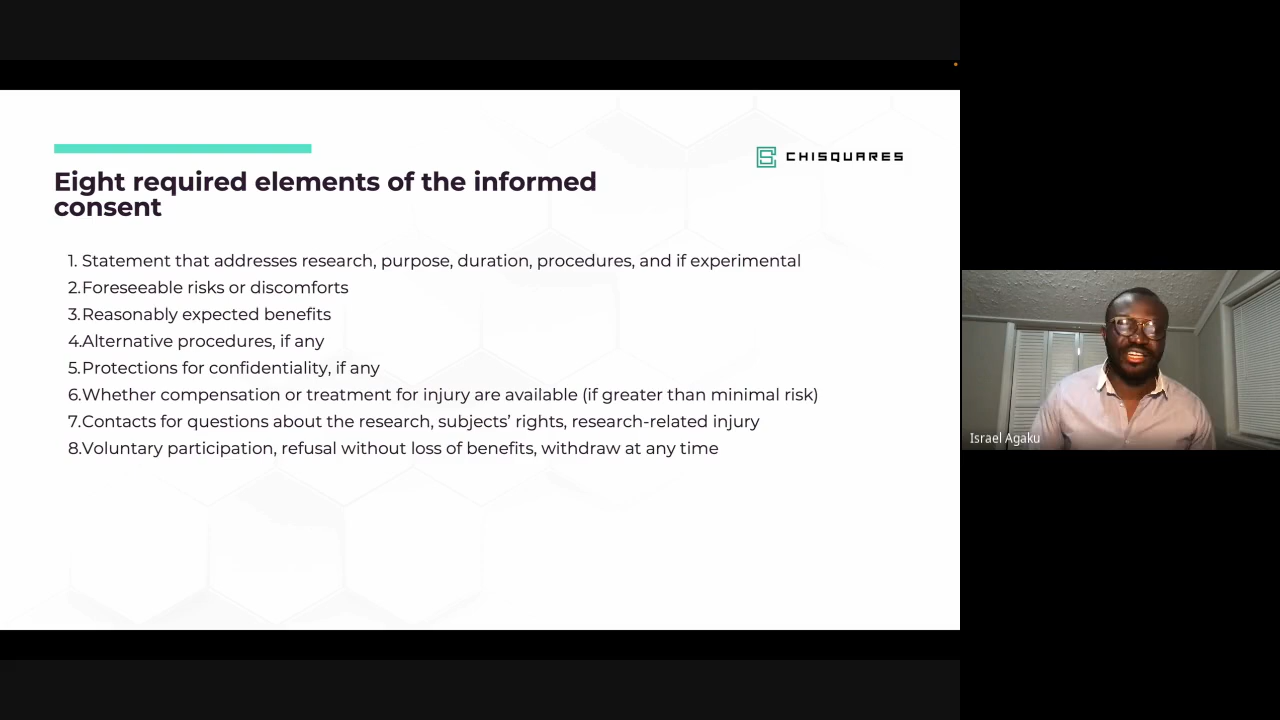 CHISQUARES
Eight required elements of the informed
consent
1. Statement that addresses research, purpose, duration, procedures, and if experimental
2.Foreseeable risks or discomforts
3.Reasonably expected benefits
4.Alternative procedures, if any
5.Protections for confidentiality, if any
6.Whether compensation or treatment for injury are available (if greater than minimal risk)
7.Contacts for questions about the research, subjects’ rights, research-related injury
8.Voluntary participation, refusal without loss of benefits, withdraw at any time
Israel Agaku